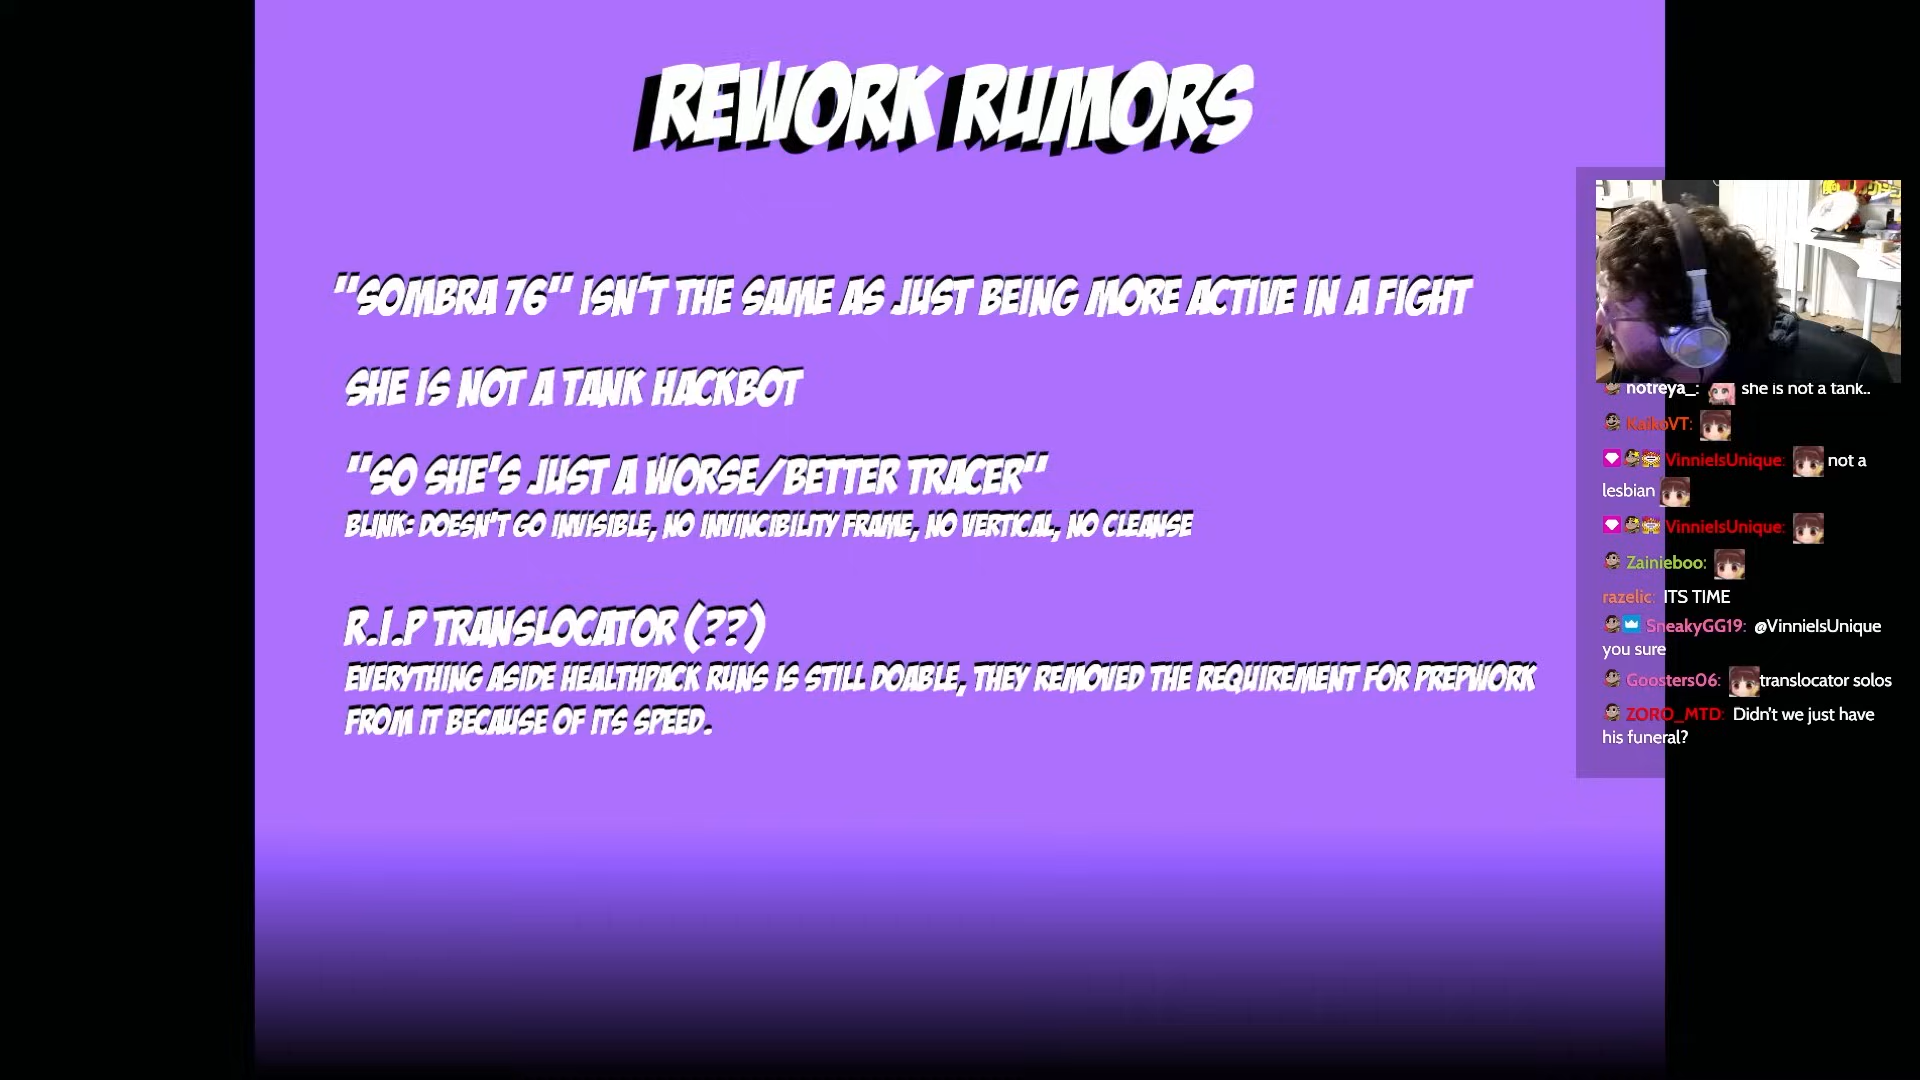 REWORK RUMORS
"SOMBRA 76" ISN'T THE SAME AS JUST BEING MORE ACTIVE IN A FIGHT
SHE IS NOT A TANK HACKBOT
"SO SHE'S JUST A WORSE/BETTER TRACER"
BLINK: DOESN'T GO INVISIBLE, NO INVINCIBILITY FRAME, NO VERTICAL, NO CLEANSE
R.I.P TRANSLOCATOR (??)
EVERYTHING ASIDE HEALTHPACK RUNS IS STILL DOABLE, THEY REMOVED THE REQUIREMENT FOR PREPWORK
FROM IT BECAUSE OF ITS SPEED.
notreya_: she is not a tank..
KaikoVT:
VinnieIsUnique: not a
lesbian
VinnieIsUnique:
Zainieboo:
razelic: ITS TIME
SneakyGG19: @VinnieIsUnique
you sure
Goosters06: translocator solos
ZORO_MTD: Didn't we just have
his funeral?